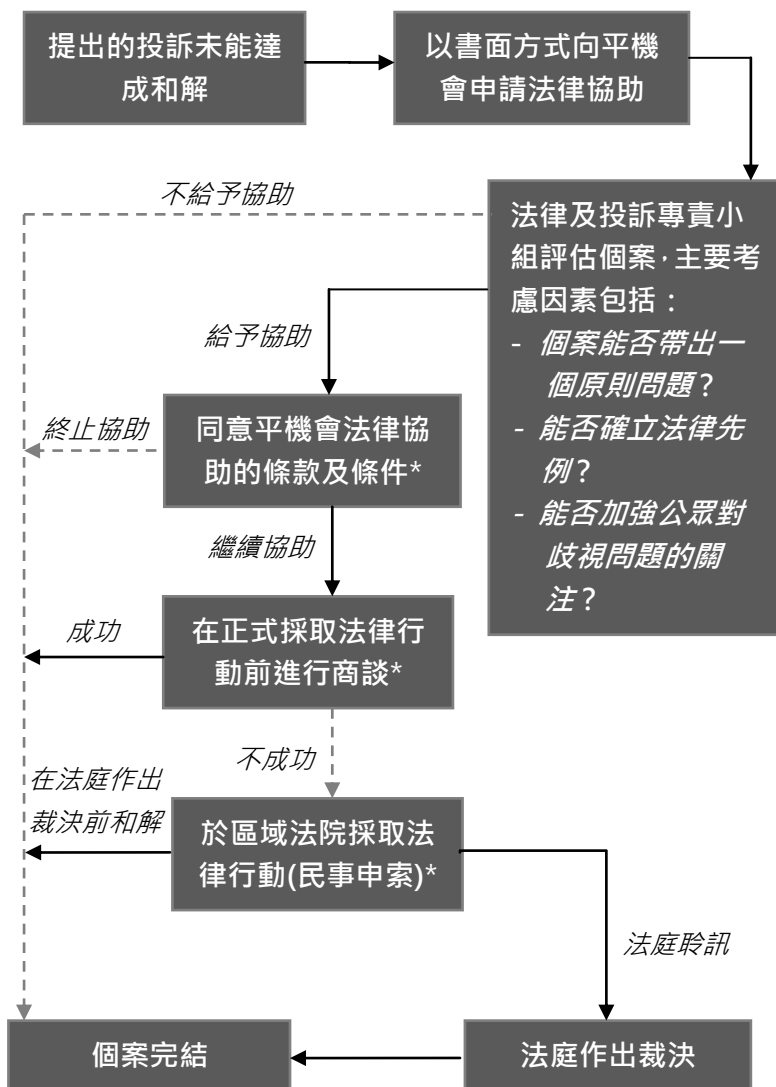 提出的投訴未能達
成和解
以書面方式向平機
會申請法律協助
不給予協助
法律及投訴專責小
組評估個案，主要考
慮因素包括：
- 個案能否帶出一
個原則問題？
- 能否確立法律先
例？
- 能否加強公眾對
歧視問題的關
注？
給予協助
終止協助
同意平機會法律協
助的條款及條件*
繼續協助
成功
在正式採取法律行
動前進行商談*
不成功
在法庭作出
裁決前和解
於區域法院採取法
律行動(民事申索)*
法庭聆訊
個案完結
法庭作出裁決